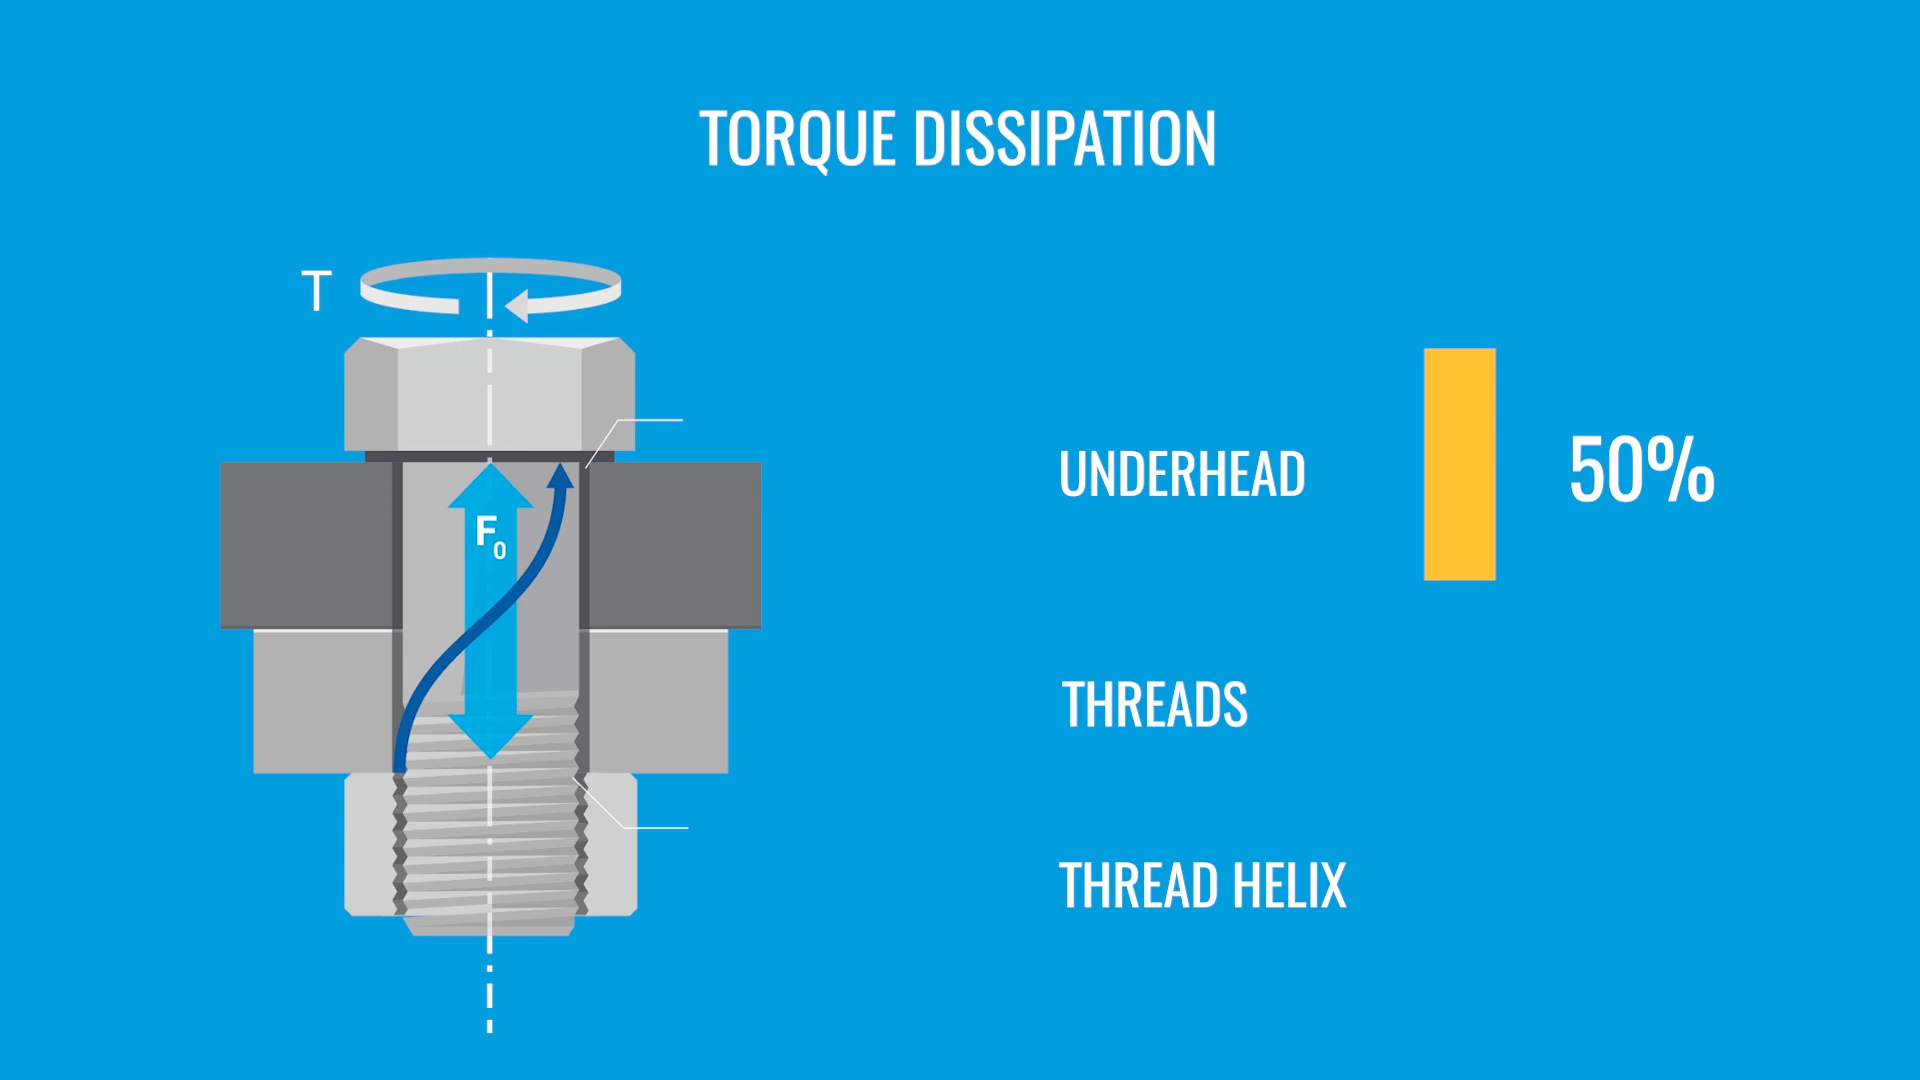 TORQUE DISSIPATION
T
F0
UNDERHEAD
50%
THREADS
THREAD HELIX